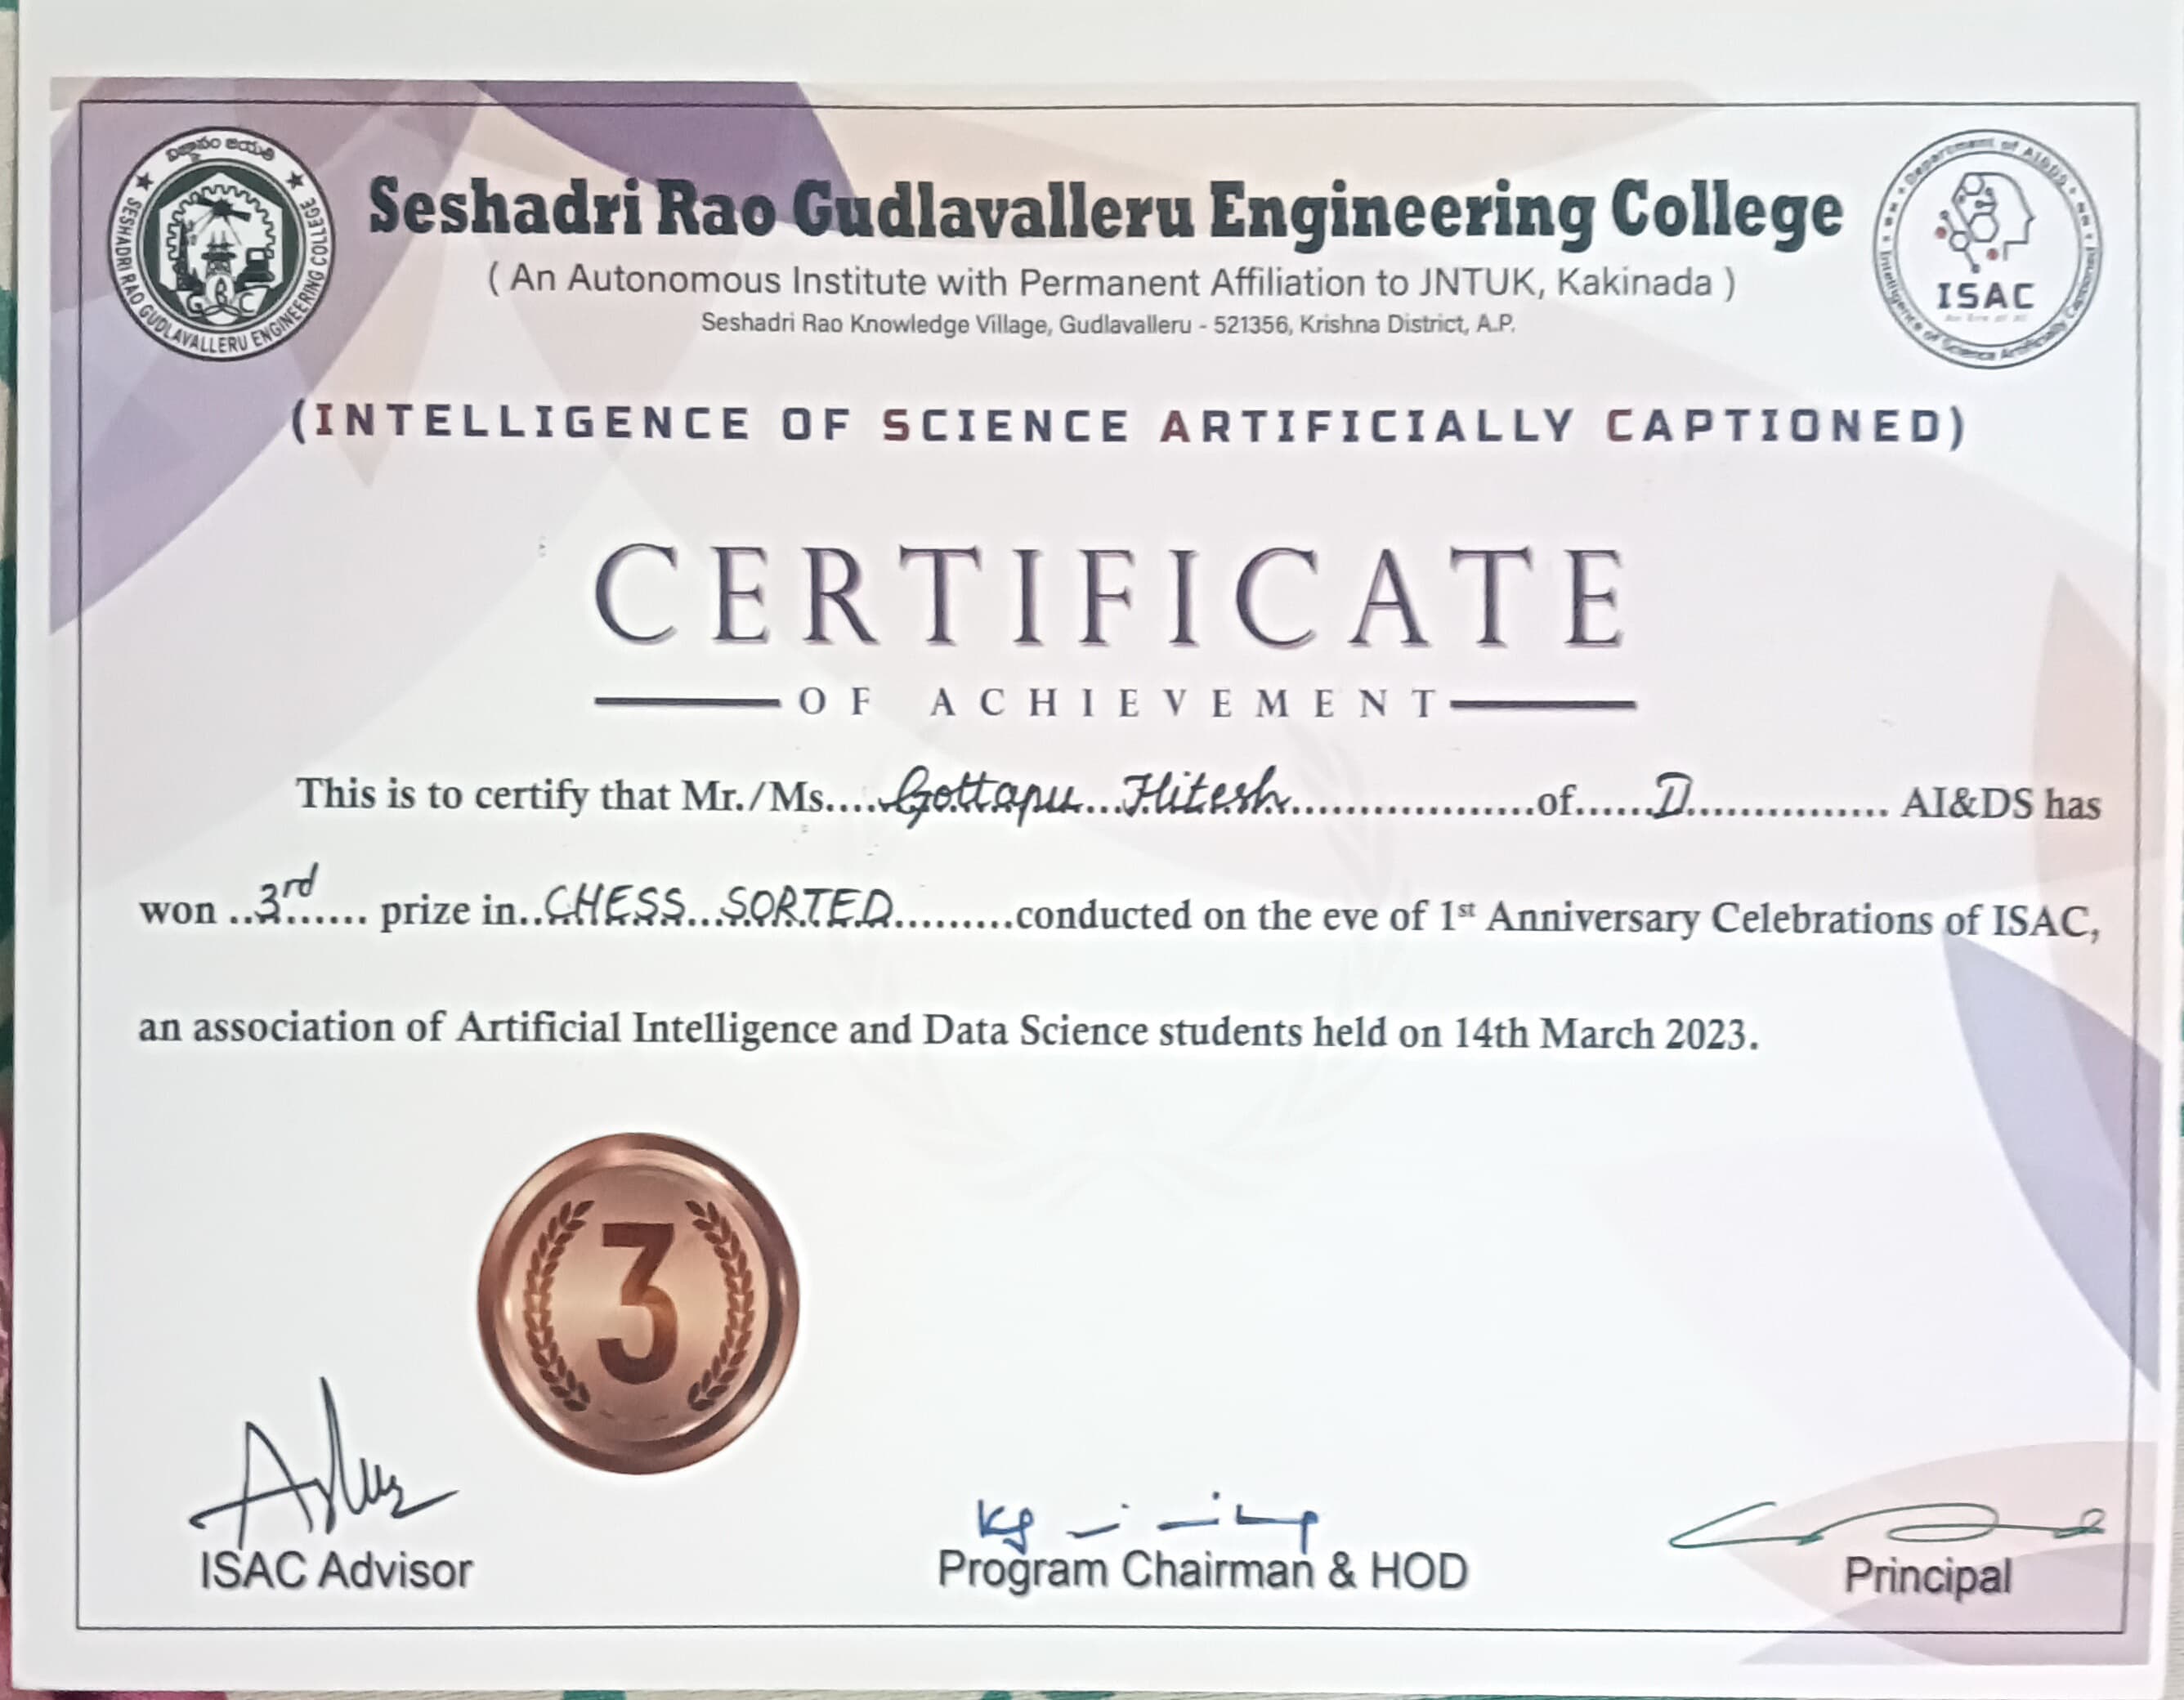 విజ్ఞానం జయతి
SESHADRI RAO GUDLAVALLERU ENGINEERING COLLEGE
Seshadri Rao Gudlavalleru Engineering College
( An Autonomous Institute with Permanent Affiliation to JNTUK, Kakinada )
Seshadri Rao Knowledge Village, Gudlavalleru - 521356, Krishna District, A.P.
Department of AI&DS
ISAC
Intelligence of Science Artificially Captioned
(INTELLIGENCE OF SCIENCE ARTIFICIALLY CAPTIONED)
CERTIFICATE
OF ACHIEVEMENT
This is to certify that Mr./Ms.....Gottapu...Hitesh..................of......D............... AI&DS has
won ..3rd...... prize in..CHESS...SORTED.........conducted on the eve of 1st Anniversary Celebrations of ISAC,
an association of Artificial Intelligence and Data Science students held on 14th March 2023.
3
ISAC Advisor
Program Chairman & HOD
Principal